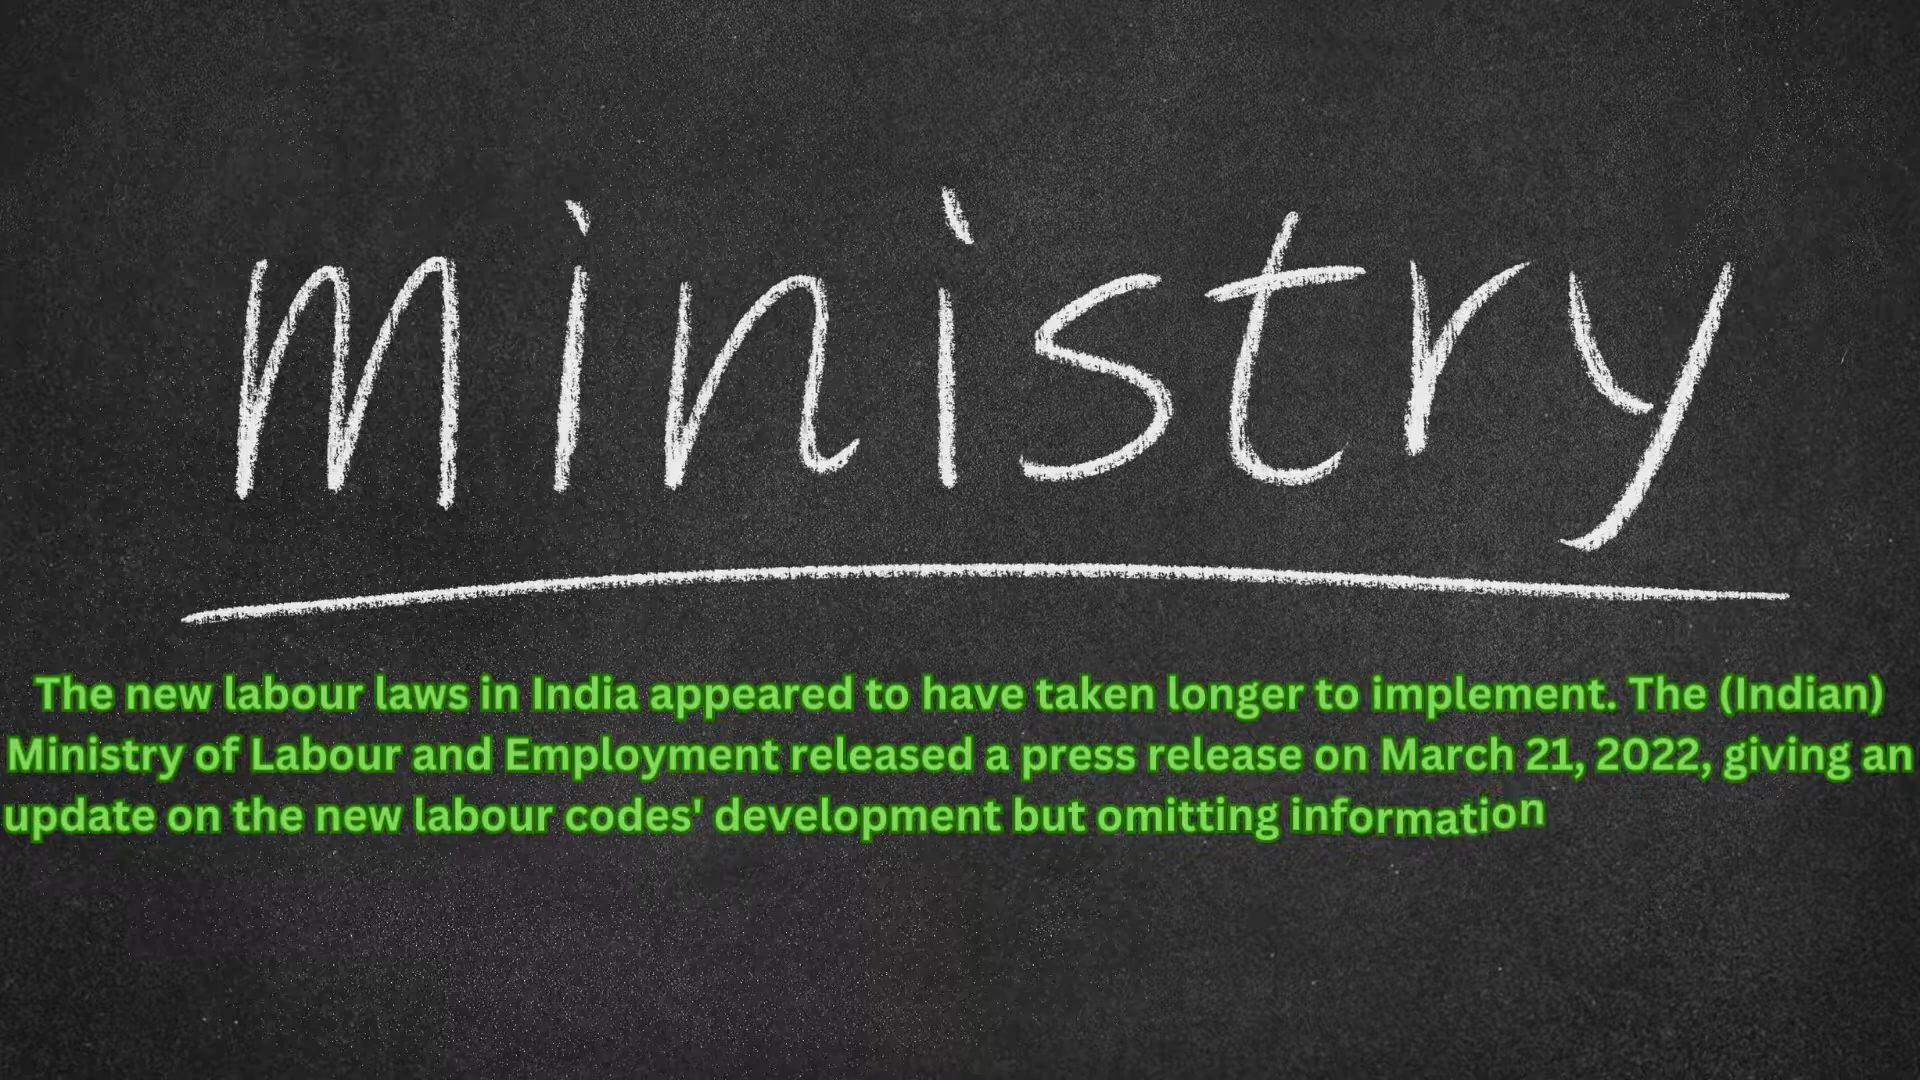 ministry
The new labour laws in India appeared to have taken longer to implement. The (Indian)
Ministry of Labour and Employment released a press release on March 21, 2022, giving an
update on the new labour codes' development but omitting information